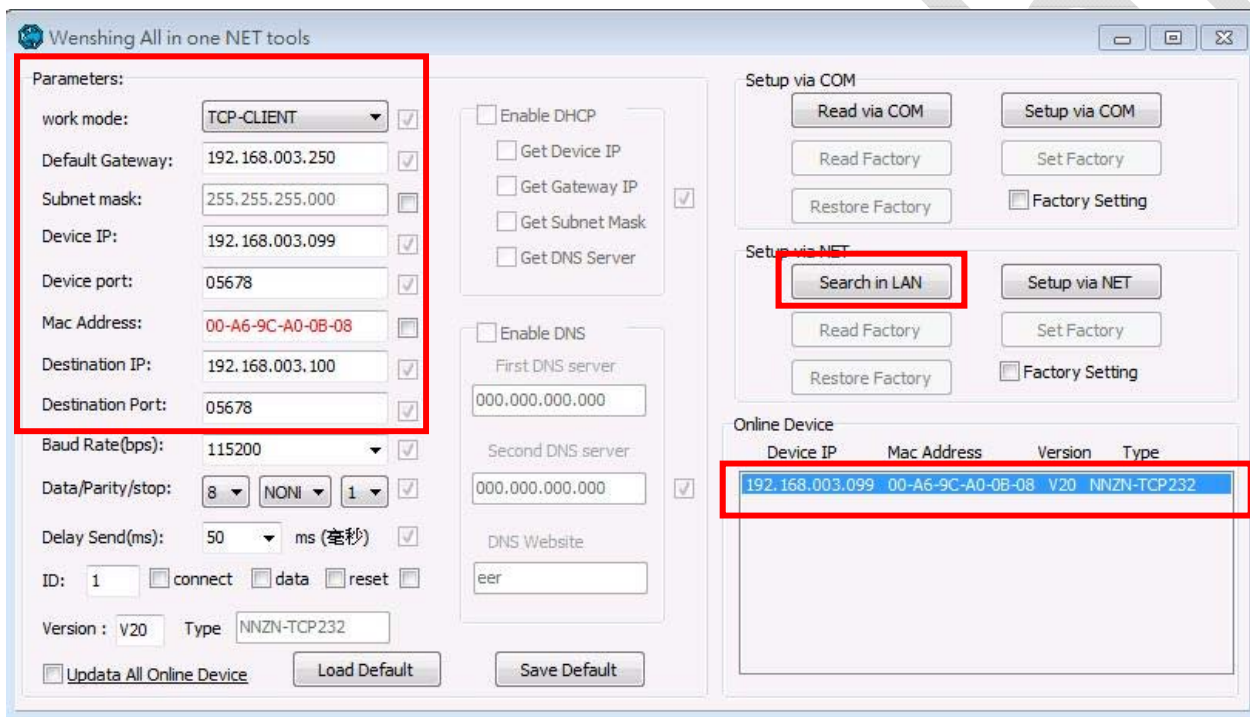 Wenshing All in one NET tools
Parameters:
work mode: TCP-CLIENT
Default Gateway: 192.168.003.250
Subnet mask: 255.255.255.000
Device IP: 192.168.003.099
Device port: 05678
Mac Address: 00-A6-9C-A0-0B-08
Destination IP: 192.168.003.100
Destination Port: 05678
Baud Rate(bps): 115200
Data/Parity/stop: 8 NONI 1
Delay Send(ms): 50 ms (毫秒)
ID: 1 connect data reset
Version : V20 Type NNZN-TCP232
Updata All Online Device Load Default Save Default
Enable DHCP
Get Device IP
Get Gateway IP
Get Subnet Mask
Get DNS Server
Enable DNS
First DNS server
000.000.000.000
Second DNS server
000.000.000.000
DNS Website
eer
Setup via COM
Read via COM Setup via COM
Read Factory Set Factory
Restore Factory Factory Setting
Setup via NET
Search in LAN Setup via NET
Read Factory Set Factory
Restore Factory Factory Setting
Online Device
Device IP Mac Address Version Type
192.168.003.099 00-A6-9C-A0-0B-08 V20 NNZN-TCP232